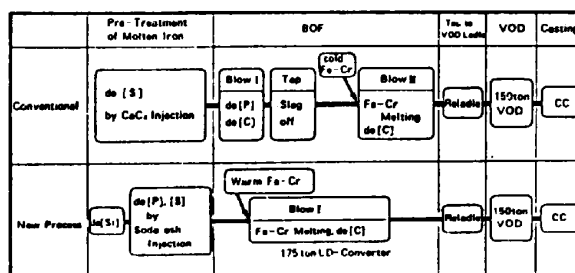 Pre-Treatment
of Molten Iron
BOF
Tap to
VOD Ladle
VOD
Casting
Conventional
de [S]
by CaC₂ Injection
Blow I
de[P]
de[C]
Tap
Slag
off
cold
Fe-Cr
Blow II
Fe-Cr
Melting
de[C]
Reladle
150ton
VOD
CC
New Process
de[Si]
de[P], [S]
by
Soda ash
Injection
Warm Fe-Cr
Blow I
Fe-Cr Melting, de[C]
175 ton LD-Converter
Reladle
150ton
VOD
CC